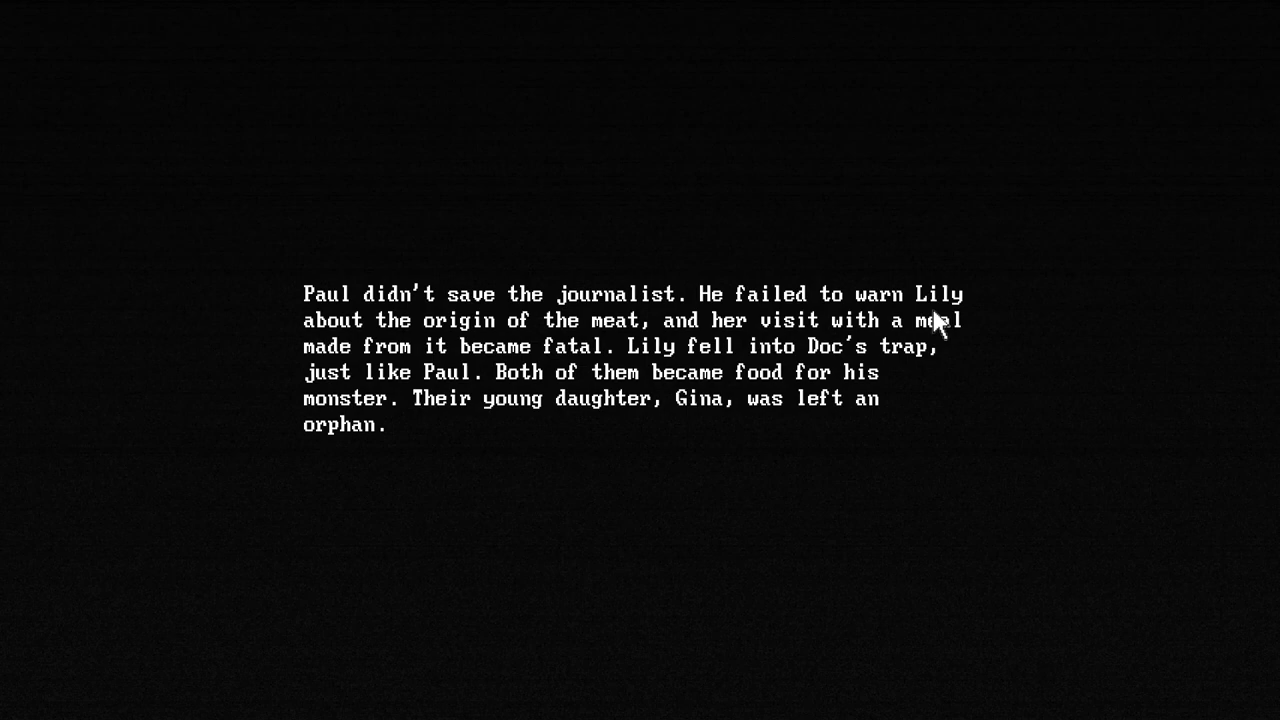 Paul didn't save the journalist. He failed to warn Lily
about the origin of the meat, and her visit with a meal
made from it became fatal. Lily fell into Doc's trap,
just like Paul. Both of them became food for his
monster. Their young daughter, Gina, was left an
orphan.